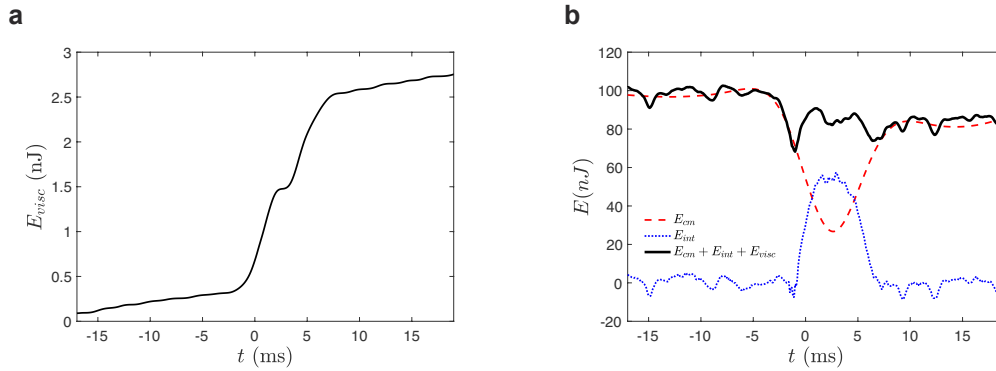 a
b
3
2.5
2
1.5
1
0.5
0
-15 -10 -5 0 5 10 15
t (ms)
E_visc (nJ)
120
100
80
60
40
20
0
-20
-15 -10 -5 0 5 10 15
t (ms)
E(nJ)
E_cm
E_int
E_cm + E_int + E_visc